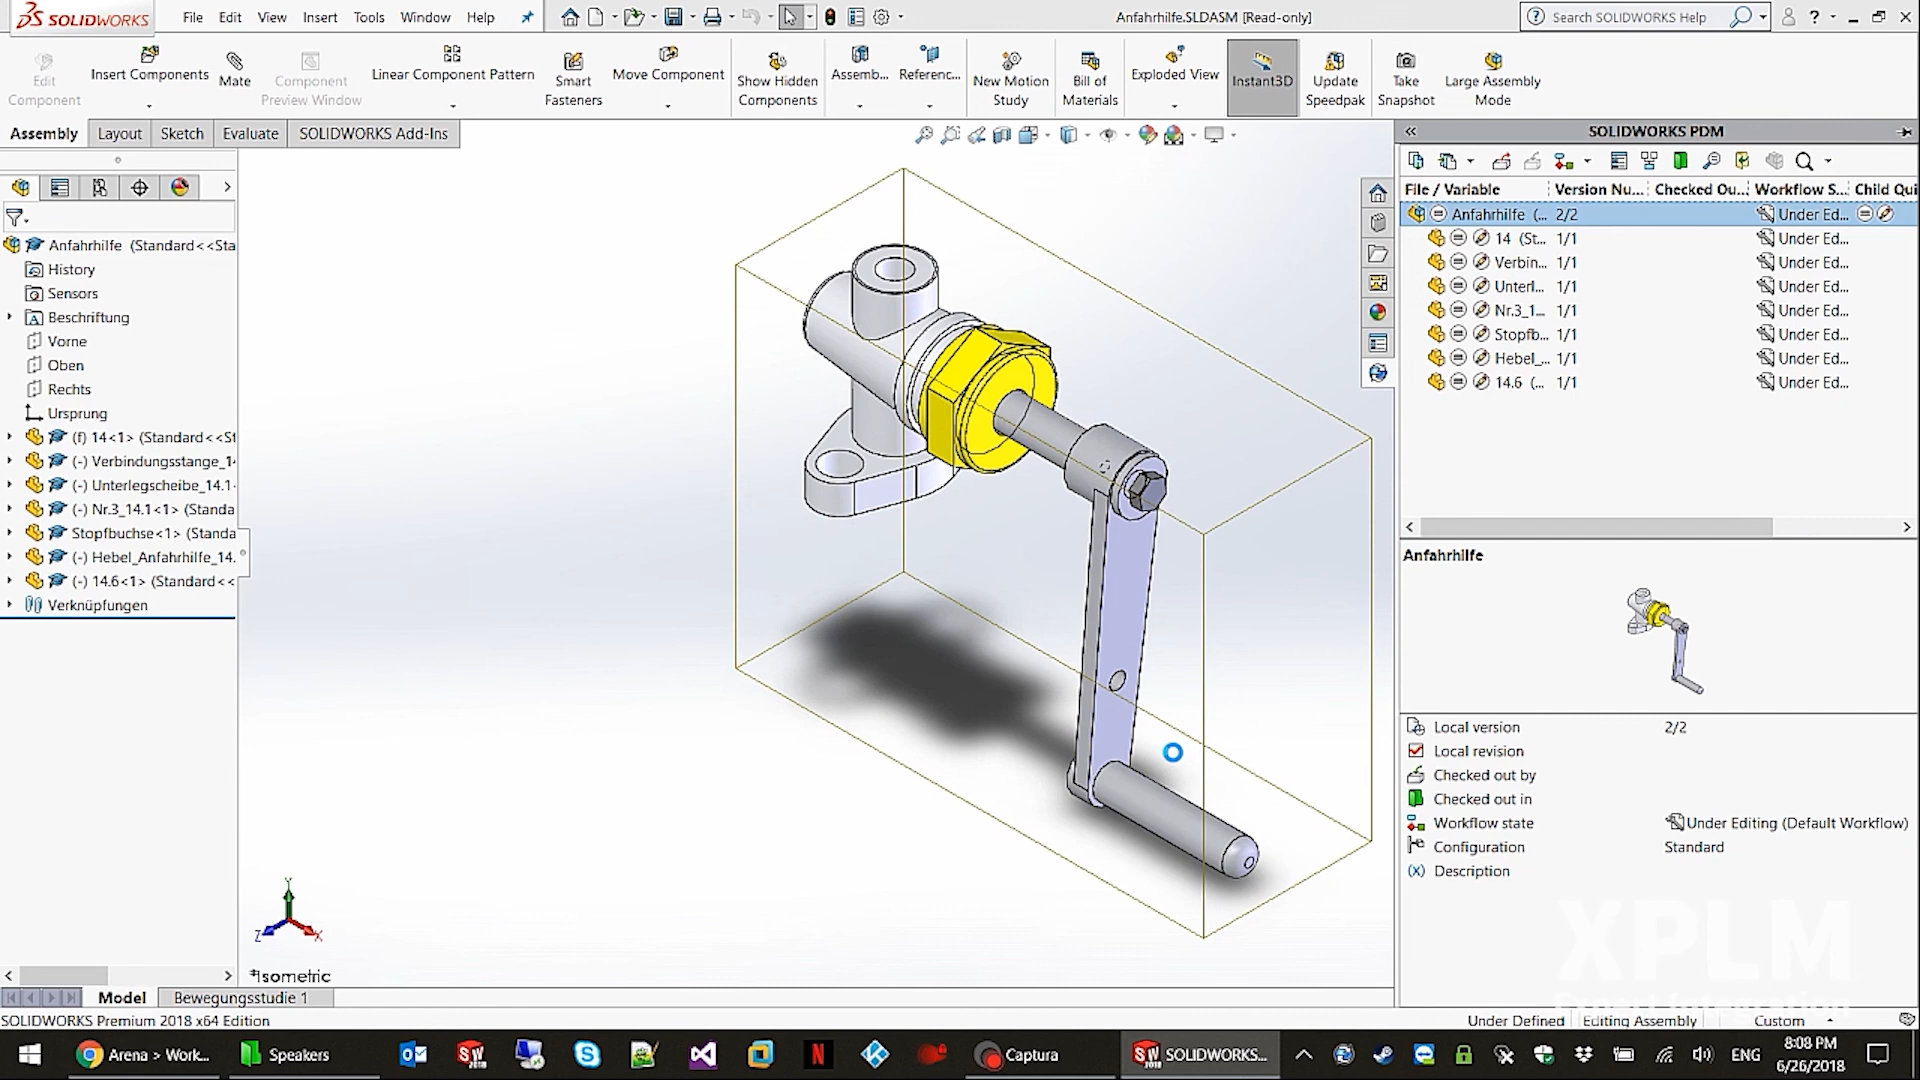 SOLIDWORKS File Edit View Insert Tools Window Help Anfahrhilfe.SLDASM [Read-only] Search SOLIDWORKS Help
Edit Component
Insert Components
Mate
Component Preview Window
Linear Component Pattern
Smart Fasteners
Move Component
Show Hidden Components
Assemb...
Referenc...
New Motion Study
Bill of Materials
Exploded View
Instant3D
Update Speedpak
Take Snapshot
Large Assembly Mode
Assembly Layout Sketch Evaluate SOLIDWORKS Add-Ins
Anfahrhilfe (Standard<<Sta
History
Sensors
Beschriftung
Vorne
Oben
Rechts
Ursprung
(f) 14<1> (Standard<<St
(-) Verbindungsstange_1
(-) Unterlegscheibe_14.1
(-) Nr.3_14.1<1> (Standa
Stopfbuchse<1> (Standa
(-) Hebel_Anfahrhilfe_14.
(-) 14.6<1> (Standard<<
Verknüpfungen
Y
Z
X
*Isometric
SOLIDWORKS PDM
File / Variable Version Nu... Checked Ou... Workflow S... Child Qui
Anfahrhilfe (... 2/2 Under Ed...
14 (St... 1/1 Under Ed...
Verbin... 1/1 Under Ed...
Unterl... 1/1 Under Ed...
Nr.3_1... 1/1 Under Ed...
Stopfb... 1/1 Under Ed...
Hebel_... 1/1 Under Ed...
14.6 (... 1/1 Under Ed...
Anfahrhilfe
Local version 2/2
Local revision
Checked out by
Checked out in
Workflow state Under Editing (Default Workflow)
Configuration Standard
(x) Description
XPLM
Model Bewegungsstudie 1
SOLIDWORKS Premium 2018 x64 Edition Under Defined Editing Assembly Custom
Arena > Work... Speakers Captura SOLIDWORKS... ENG 8:08 PM
6/26/2018